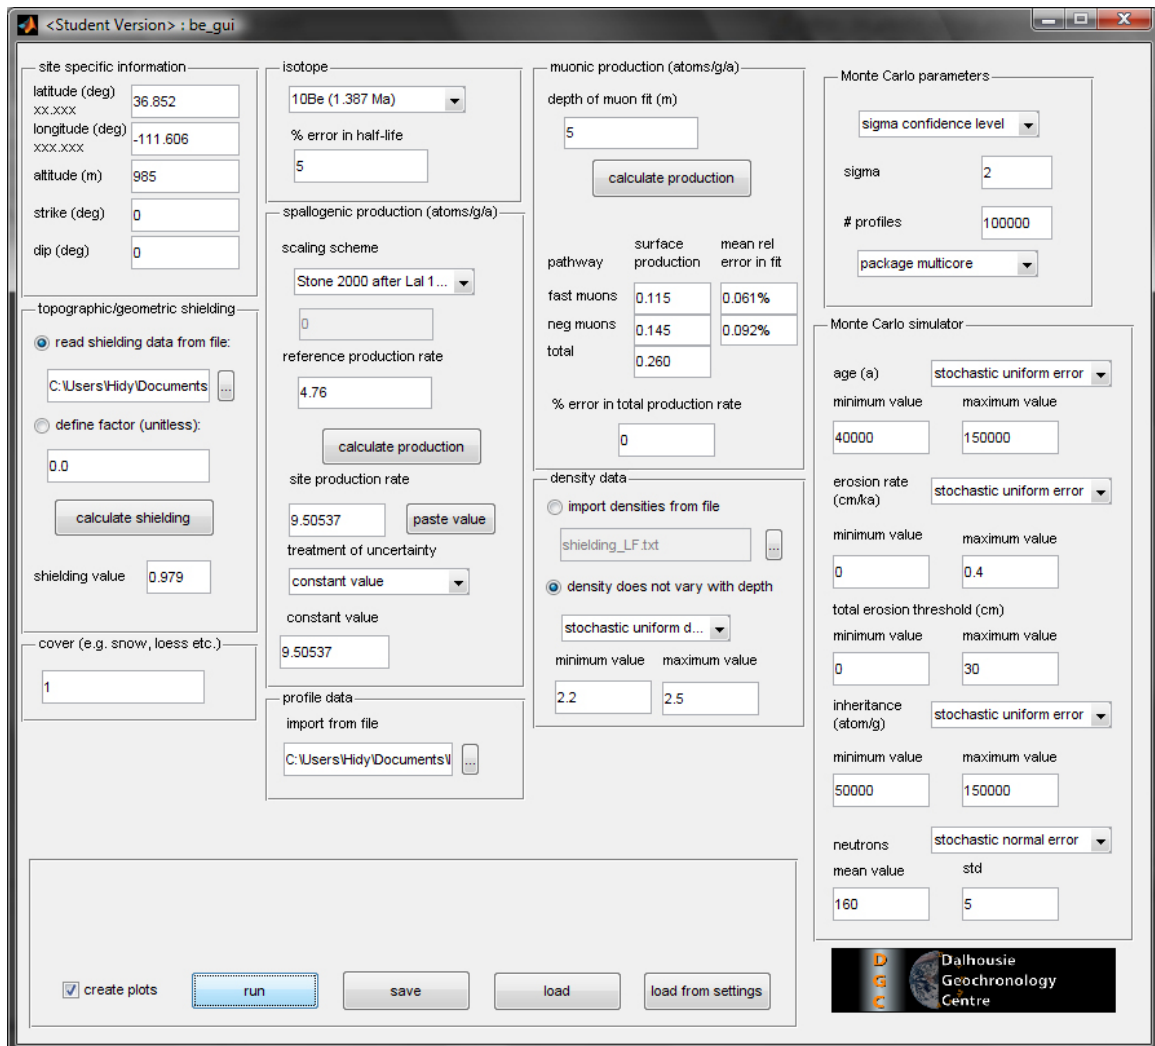 <Student Version> : be_gui
site specific information
latitude (deg)
xx.xxx
36.852
longitude (deg)
xxx.xxx
-111.606
altitude (m)
985
strike (deg)
0
dip (deg)
0
topographic/geometric shielding
read shielding data from file:
C:\Users\Hidy\Documents
...
define factor (unitless):
0.0
calculate shielding
shielding value
0.979
cover (e.g. snow, loess etc.)
1
isotope
10Be (1.387 Ma)
% error in half-life
5
spallogenic production (atoms/g/a)
scaling scheme
Stone 2000 after Lal 1...
0
reference production rate
4.76
calculate production
site production rate
9.50537
paste value
treatment of uncertainty
constant value
constant value
9.50537
profile data
import from file
C:\Users\Hidy\Documents\
...
muonic production (atoms/g/a)
depth of muon fit (m)
5
calculate production
surface mean rel
pathway production error in fit
fast muons 0.115 0.061%
neg muons 0.145 0.092%
total 0.260
% error in total production rate
0
density data
import densities from file
shielding_LF.txt
...
density does not vary with depth
stochastic uniform d...
minimum value maximum value
2.2 2.5
Monte Carlo parameters
sigma confidence level
sigma 2
# profiles 100000
package multicore
Monte Carlo simulator
age (a) stochastic uniform error
minimum value maximum value
40000 150000
erosion rate
(cm/ka)
stochastic uniform error
minimum value maximum value
0 0.4
total erosion threshold (cm)
minimum value maximum value
0 30
inheritance
(atom/g)
stochastic uniform error
minimum value maximum value
50000 150000
neutrons stochastic normal error
mean value std
160 5
create plots
run
save
load
load from settings
DGC
Dalhousie
Geochronology
Centre